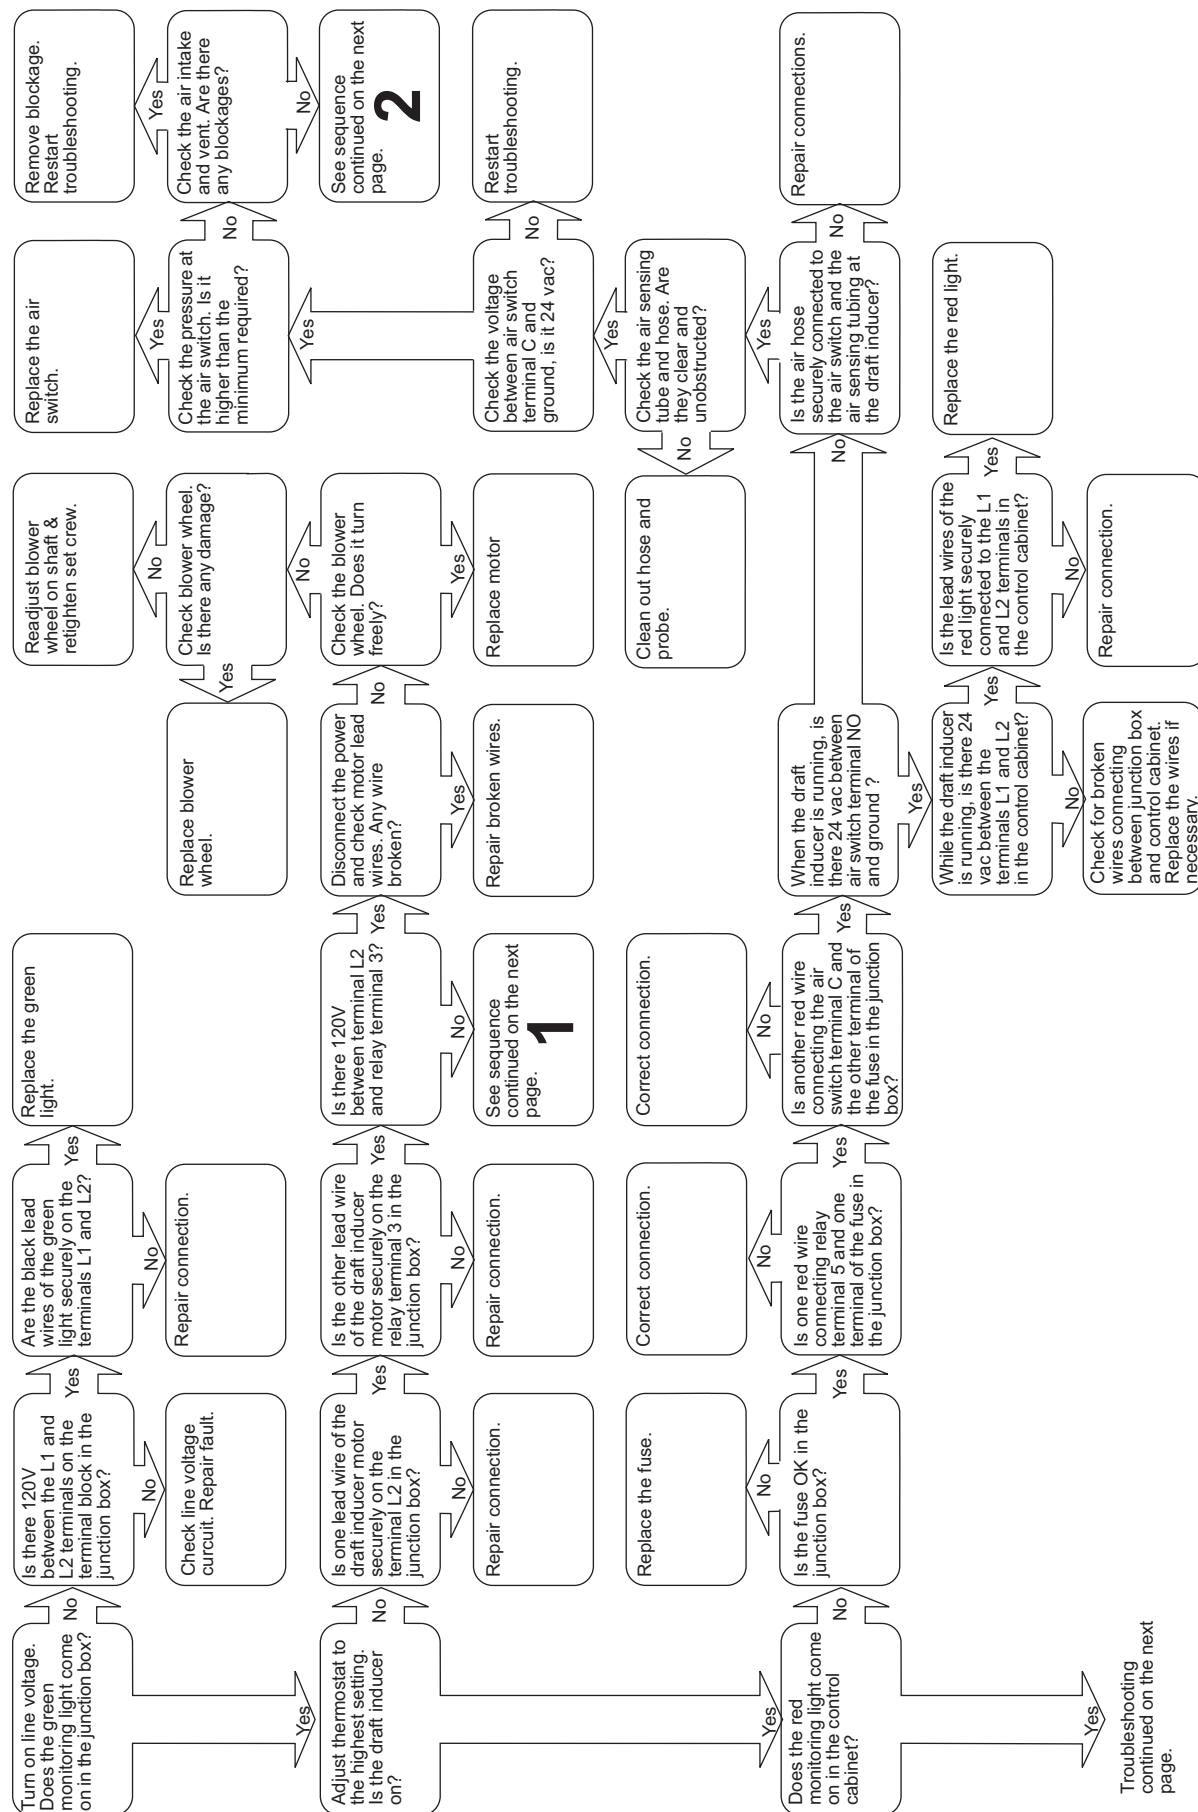 Turn on line voltage.
Does the green
monitoring light come
on in the junction box?
No
Yes
Is there 120V
between the L1 and
L2 terminals on the
terminal block in the
junction box?
Yes
No
Check line voltage
curcuit. Repair fault.
Are the black lead
wires of the green
light securely on the
terminals L1 and L2?
Yes
No
Repair connection.
Replace the green
light.
Adjust thermostat to
the highest setting.
Is the draft inducer
on?
No
Yes
Is one lead wire of the
draft inducer motor
securely on the
terminal L2 in the
junction box?
Yes
No
Repair connection.
Is the other lead wire
of the draft inducer
motor securely on the
relay terminal 3 in the
junction box?
Yes
No
Repair connection.
Is there 120V
between terminal L2
and relay terminal 3?
Yes
No
See sequence
continued on the next
page.
1
Disconnect the power
and check motor lead
wires. Any wire
broken?
No
Yes
Repair broken wires.
Check the blower
wheel. Does it turn
freely?
No
Yes
Replace motor
Check blower wheel.
Is there any damage?
Yes
No
Replace blower
wheel.
Readjust blower
wheel on shaft &
retighten set crew.
Does the red
monitoring light come
on in the control
cabinet?
No
Yes
Troubleshooting
continued on the next
page.
Is the fuse OK in the
junction box?
No
Yes
Replace the fuse.
Is one red wire
connecting relay
terminal 5 and one
terminal of the fuse in
the junction box?
No
Yes
Correct connection.
Is another red wire
connecting the air
switch terminal C and
the other terminal of
the fuse in the junction
box?
No
Yes
Correct connection.
When the draft
inducer is running, is
there 24 vac between
air switch terminal NO
and ground ?
Yes
No
While the draft inducer
is running, is there 24
vac between the
terminals L1 and L2
in the control cabinet?
Yes
No
Check for broken
wires connecting
between junction box
and control cabinet.
Replace the wires if
necessary.
Is the lead wires of the
red light securely
connected to the L1
and L2 terminals in
the control cabinet?
Yes
No
Repair connection.
Replace the red light.
Is the air hose
securely connected to
the air switch and the
air sensing tubing at
the draft inducer?
No
Yes
Repair connections.
Check the air sensing
tube and hose. Are
they clear and
unobstructed?
No
Yes
Clean out hose and
probe.
Check the voltage
between air switch
terminal C and
ground, is it 24 vac?
No
Yes
Restart
troubleshooting.
Check the pressure at
the air switch. Is it
higher than the
minimum required?
Yes
No
Replace the air
switch.
Check the air intake
and vent. Are there
any blockages?
Yes
No
Remove blockage.
Restart
troubleshooting.
See sequence
continued on the next
page.
2